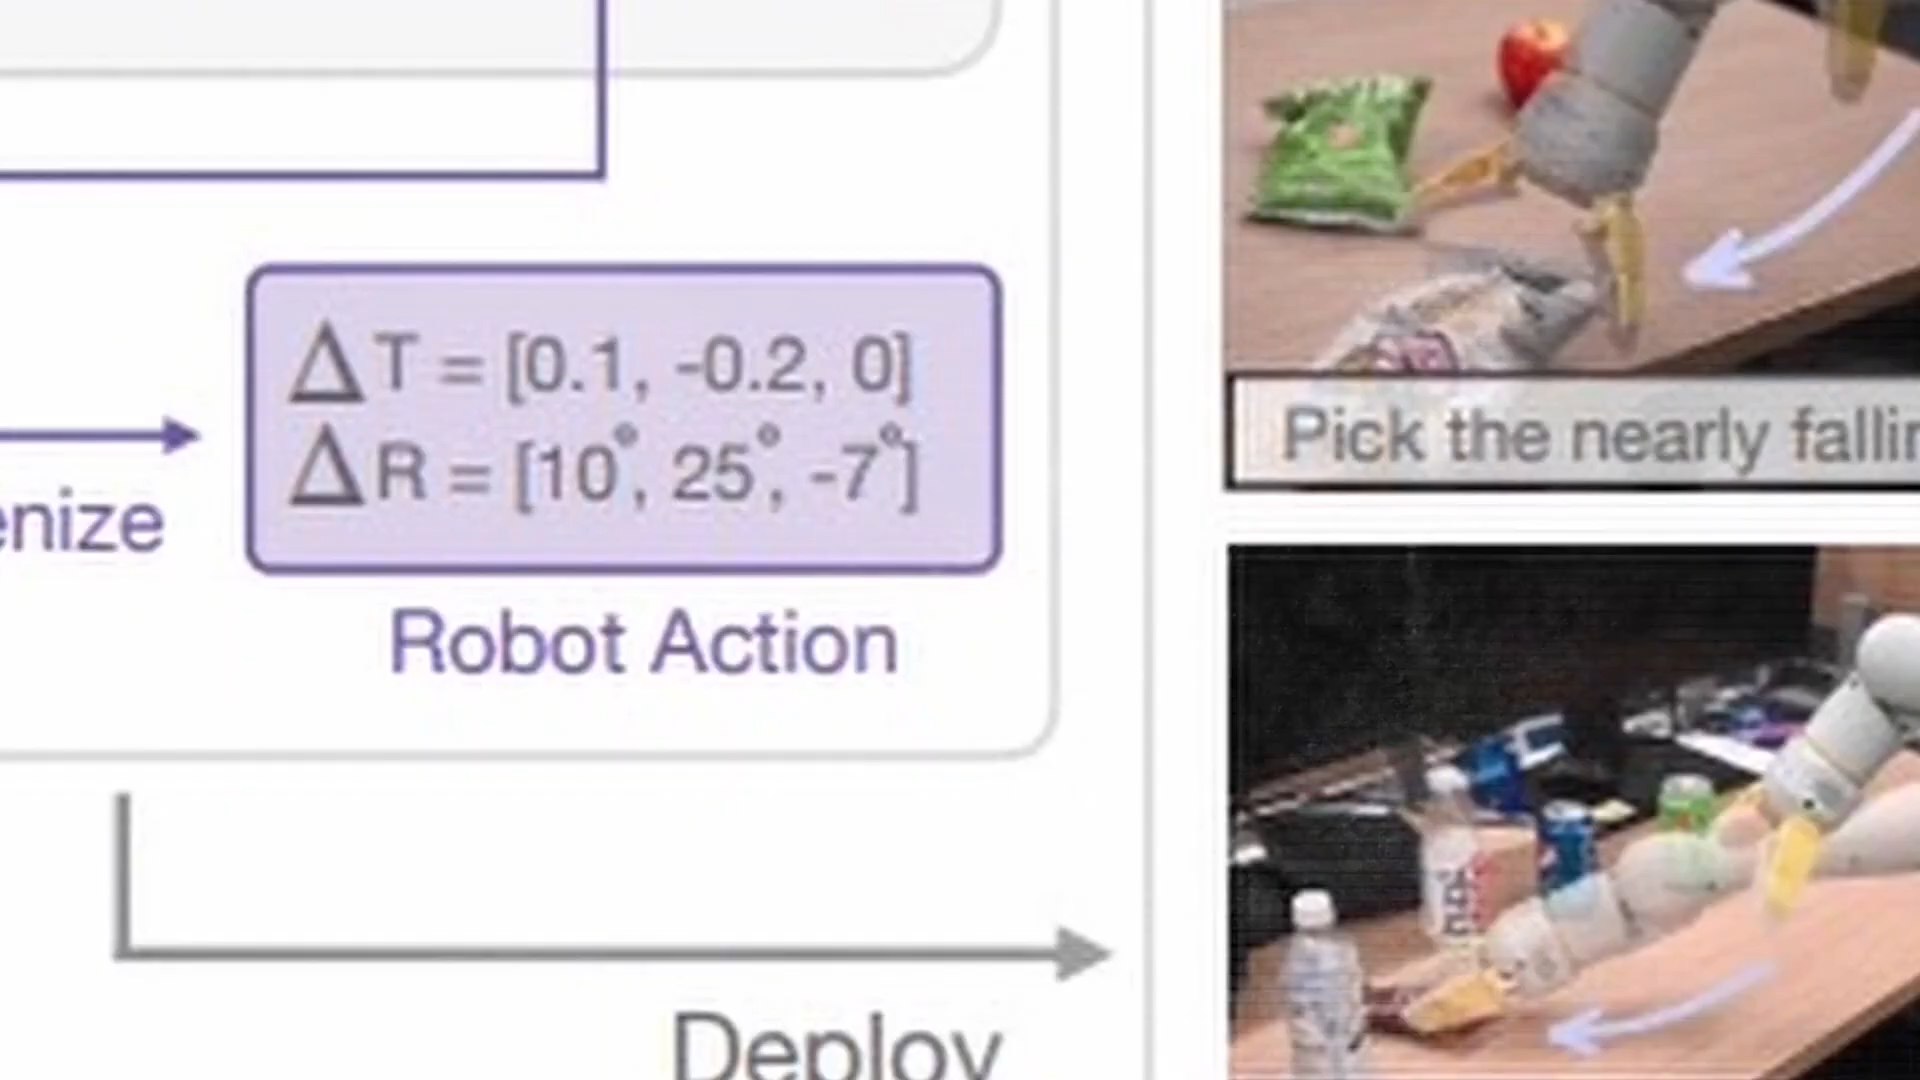 ΔT = [0.1, -0.2, 0]
ΔR = [10°, 25°, -7°]
enize
Robot Action
Deploy
Pick the nearly fallin